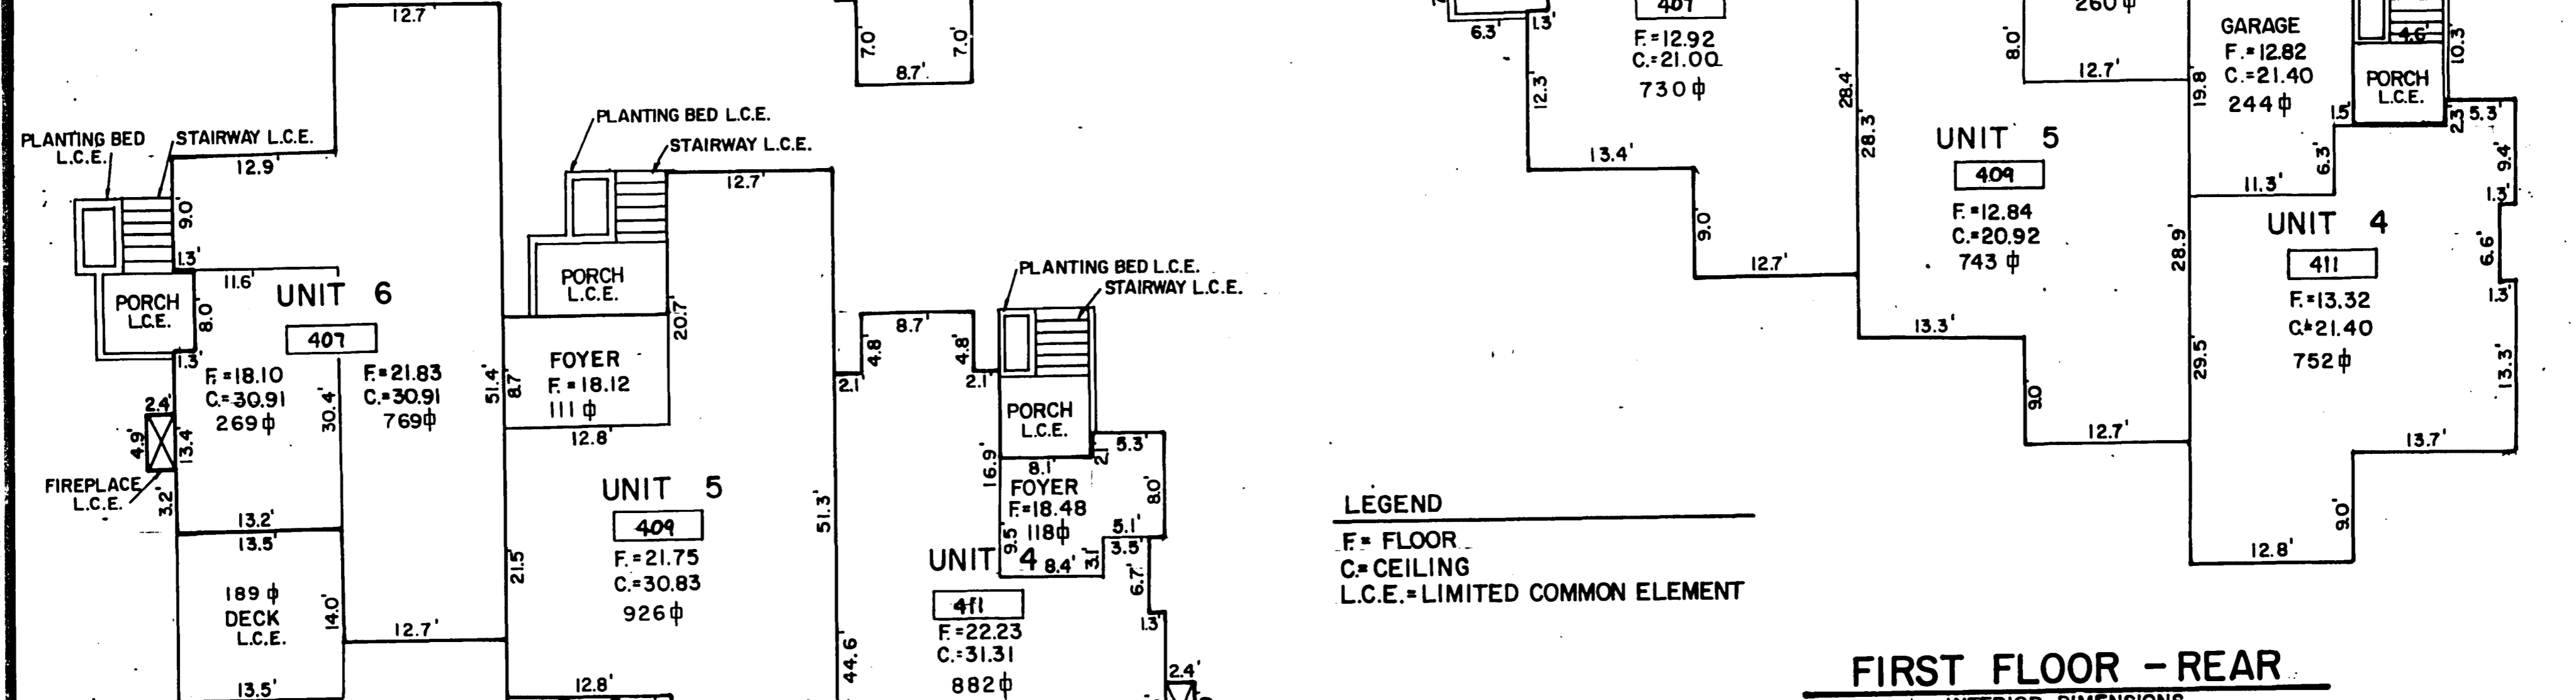 12.7'
7.0'
7.0'
8.7'
PLANTING BED
L.C.E.
STAIRWAY L.C.E.
12.9'
9.0'
1.3'
11.6'
PORCH
L.C.E.
8.0'
1.3'
UNIT 6
407
F.=18.10
C.=30.91
269⏀
F.=21.83
C.=30.91
769⏀
30.4'
2.4'
4.9'
13.4
FIREPLACE
L.C.E.
3.2'
13.2'
13.5'
189⏀
DECK
L.C.E.
14.0'
12.7'
13.5'
PLANTING BED L.C.E.
STAIRWAY L.C.E.
12.7'
PORCH
L.C.E.
20.7'
51.4'
8.7'
FOYER
F.=18.12
111⏀
12.8'
UNIT 5
409
F.=21.75
C.=30.83
926⏀
21.5
51.3'
12.8'
PLANTING BED L.C.E.
STAIRWAY L.C.E.
8.7'
4.8'
4.8'
2.1'
2.1'
PORCH
L.C.E.
5.3'
2.1'
16.9'
8.1'
FOYER
F.=18.48
118⏀
8.0'
9.5'
5.1'
3.5'
3.1'
8.4'
UNIT 4
411
F.=22.23
C.=31.31
882⏀
6.7'
1.3'
44.6'
2.4'
6.3'
1.3'
407
F.=12.92
C.=21.00
730⏀
12.3'
28.4'
13.4'
9.0'
12.7'
260⏀
8.0'
12.7'
28.3'
UNIT 5
409
F.=12.84
C.=20.92
743⏀
13.3'
9.0'
12.7'
GARAGE
F.=12.82
C.=21.40
244⏀
19.8'
4.6'
10.3'
PORCH
L.C.E.
1.5'
2.3'
5.3'
6.3'
9.4'
11.3'
1.3'
28.9'
UNIT 4
411
F.=13.32
C.=21.40
752⏀
6.6'
1.3'
29.5'
13.3'
13.7'
9.0'
12.8'
LEGEND
F.= FLOOR
C.= CEILING
L.C.E.= LIMITED COMMON ELEMENT
FIRST FLOOR - REAR
INTERIOR DIMENSIONS